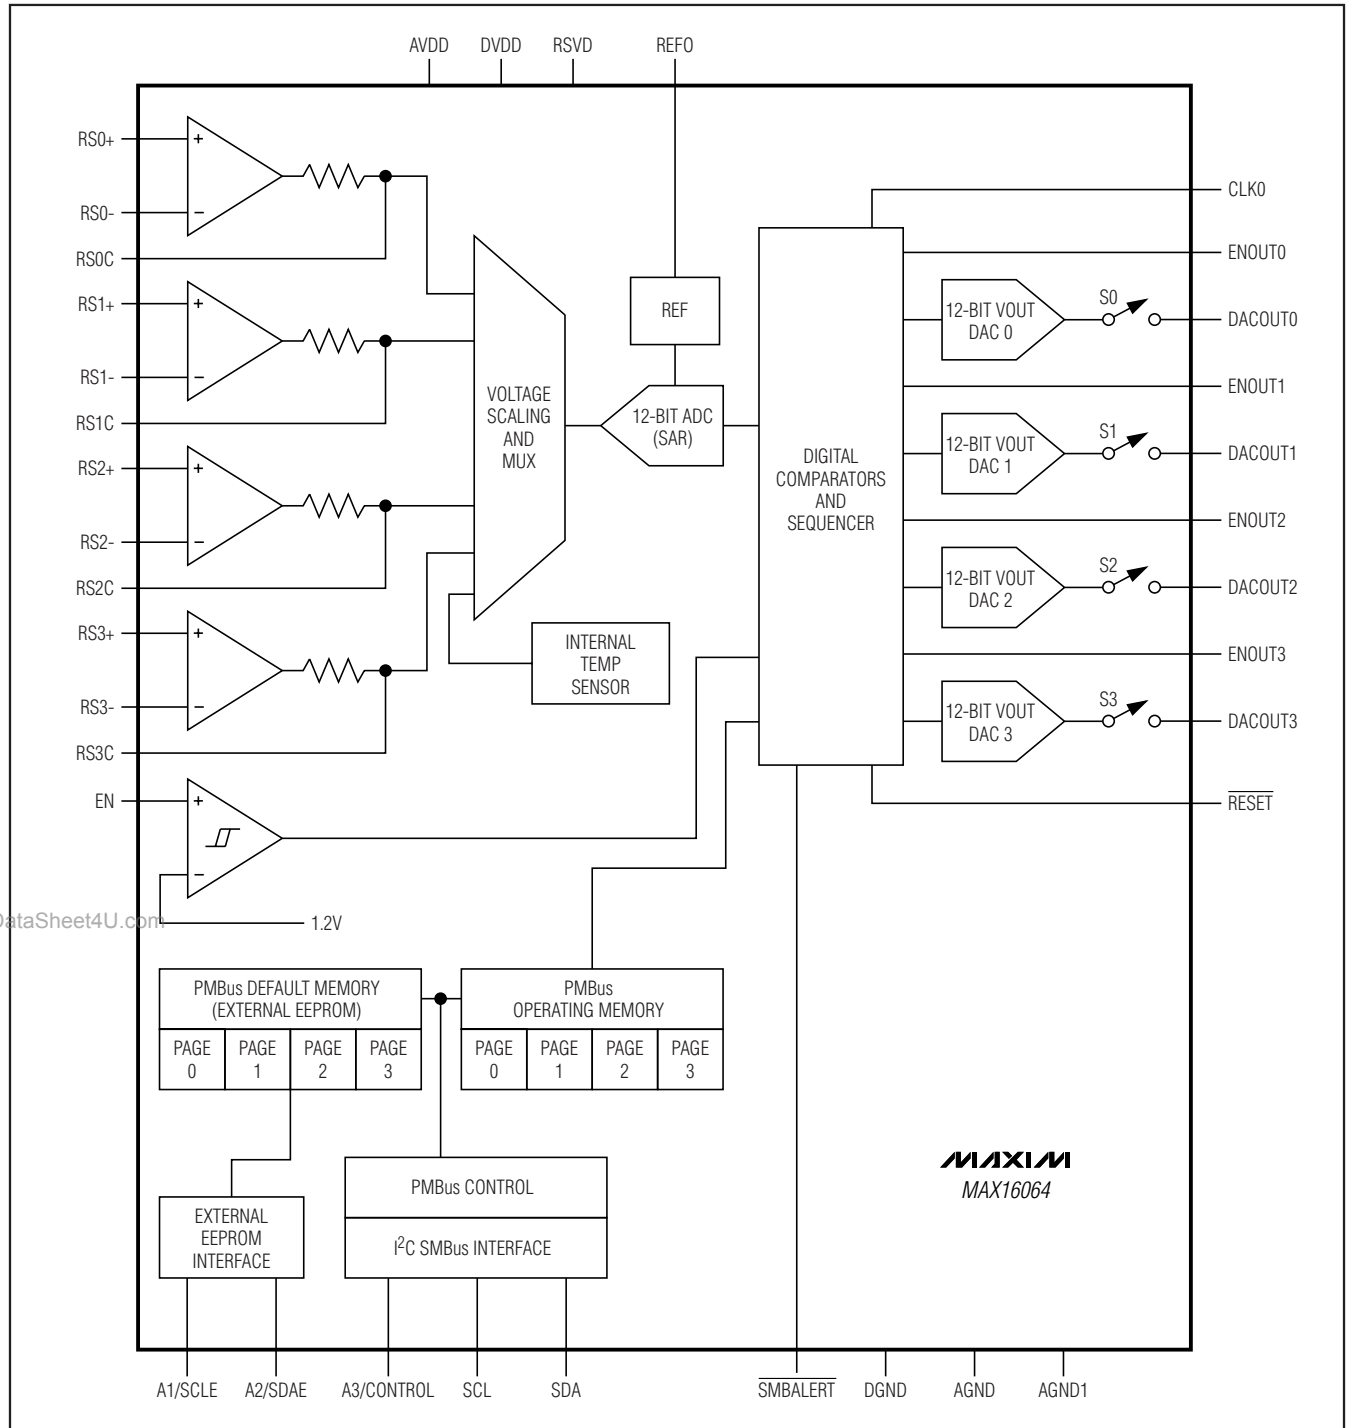 AVDD DVDD RSVD REFO
RS0+
+
RS0-
−
RS0C
RS1+
+
RS1-
−
RS1C
RS2+
+
RS2-
−
RS2C
RS3+
+
RS3-
−
RS3C
EN
+
−
1.2V
VOLTAGE
SCALING
AND
MUX
REF
12-BIT ADC
(SAR)
INTERNAL
TEMP
SENSOR
DIGITAL
COMPARATORS
AND
SEQUENCER
CLK0
ENOUT0
12-BIT VOUT
DAC 0
S0
DACOUT0
ENOUT1
12-BIT VOUT
DAC 1
S1
DACOUT1
ENOUT2
12-BIT VOUT
DAC 2
S2
DACOUT2
ENOUT3
12-BIT VOUT
DAC 3
S3
DACOUT3
RESET
DataSheet4U.com
PMBus DEFAULT MEMORY
(EXTERNAL EEPROM)
PAGE
0
PAGE
1
PAGE
2
PAGE
3
PMBus
OPERATING MEMORY
PAGE
0
PAGE
1
PAGE
2
PAGE
3
PMBus CONTROL
I²C SMBus INTERFACE
EXTERNAL
EEPROM
INTERFACE
MAXIM
MAX16064
A1/SCLE A2/SDAE A3/CONTROL SCL SDA SMBALERT DGND AGND AGND1